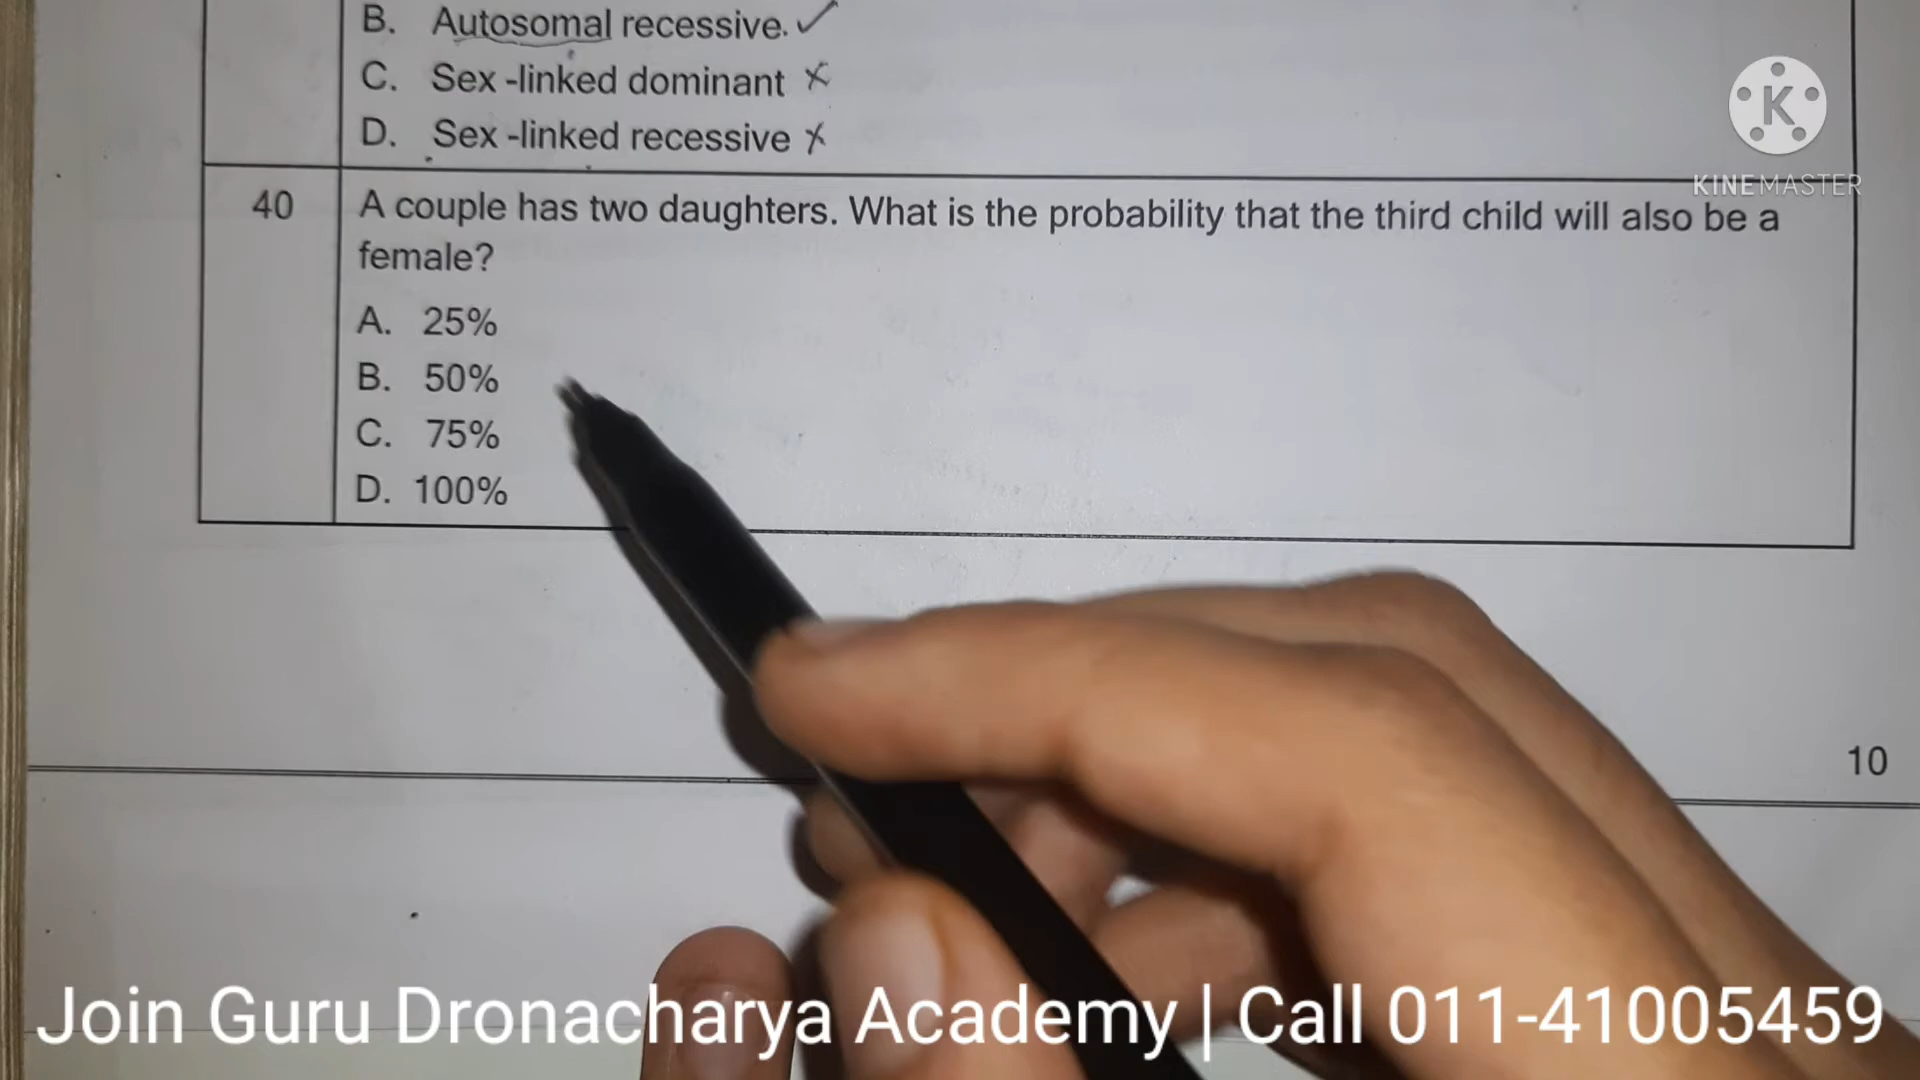 B. Autosomal recessive.
C. Sex -linked dominant
D. Sex -linked recessive
KINEMASTER
40 A couple has two daughters. What is the probability that the third child will also be a
female?
A. 25%
B. 50%
C. 75%
D. 100%
10
Join Guru Dronacharya Academy | Call 011-41005459